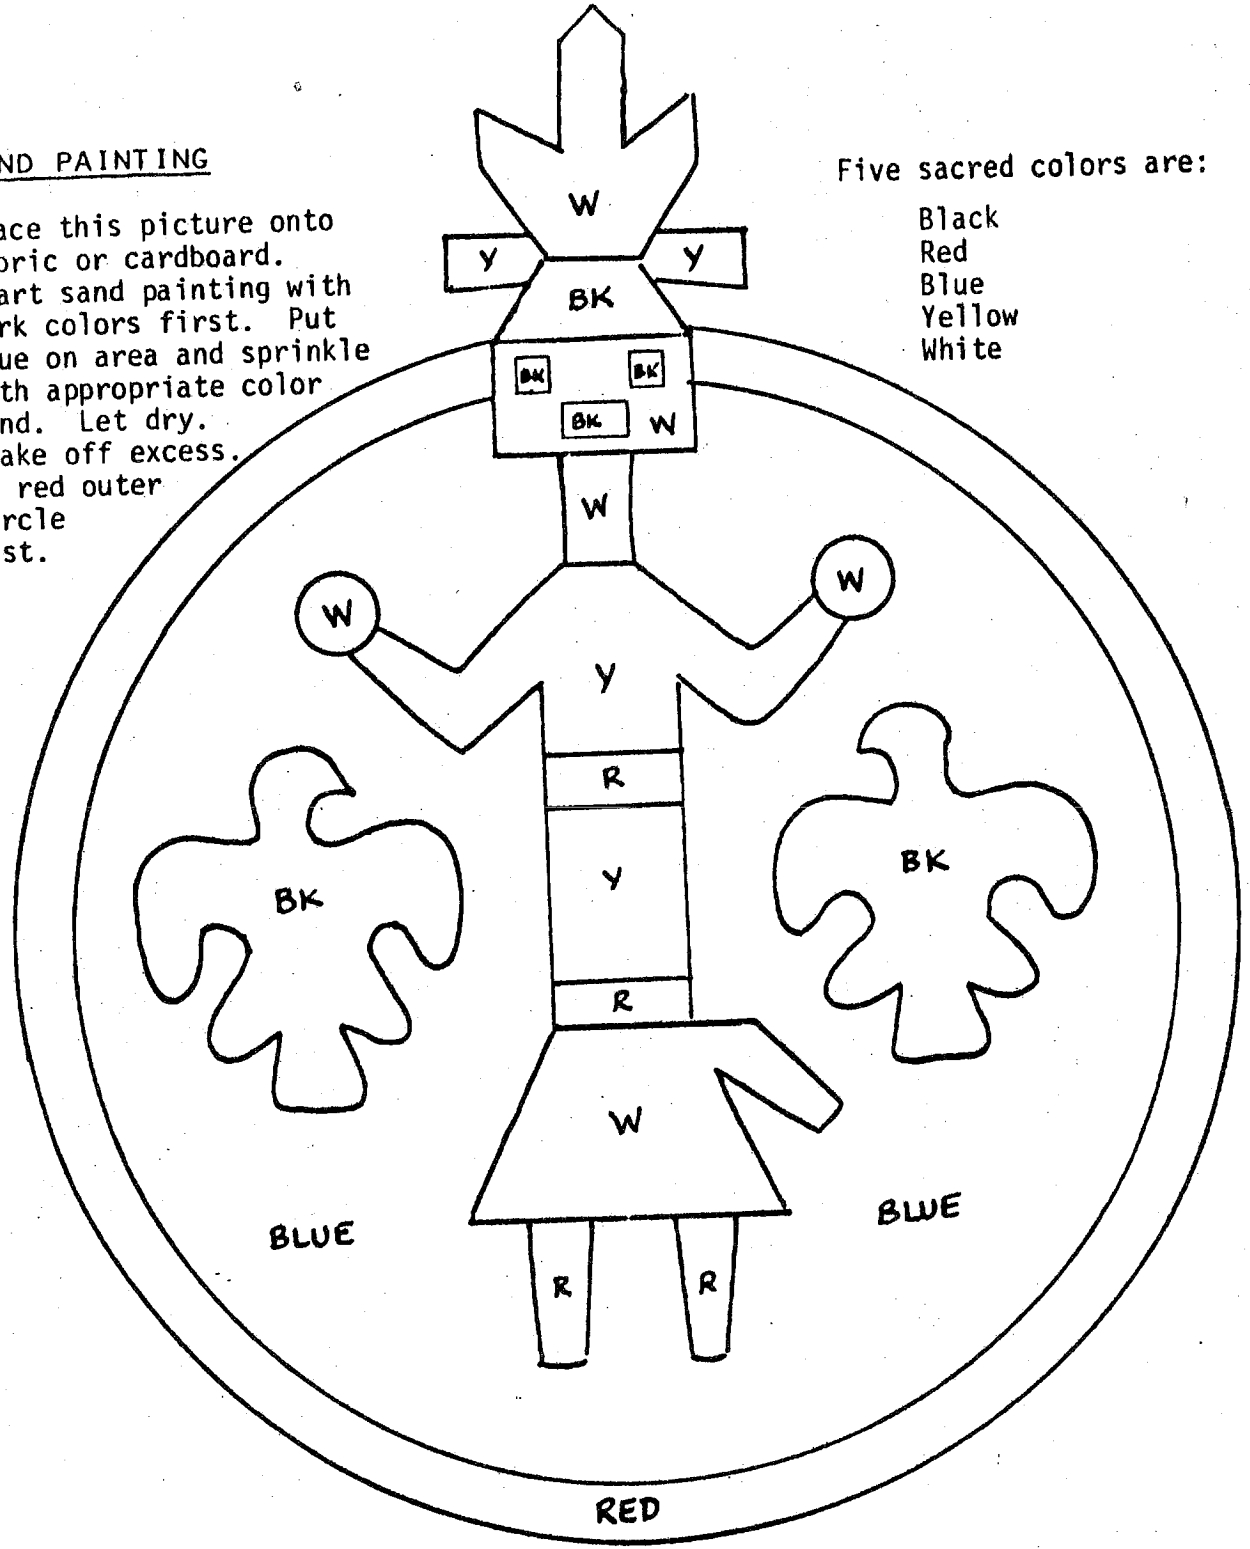 ND PAINTING
ace this picture onto
bric or cardboard.
art sand painting with
rk colors first. Put
ue on area and sprinkle
th appropriate color
nd. Let dry.
ake off excess.
red outer
rcle
st.
Five sacred colors are:
Black
Red
Blue
Yellow
White
W
Y
Y
BK
BK
BK
BK
W
W
W
W
Y
R
BK
BK
Y
R
W
BLUE
BLUE
R
R
RED